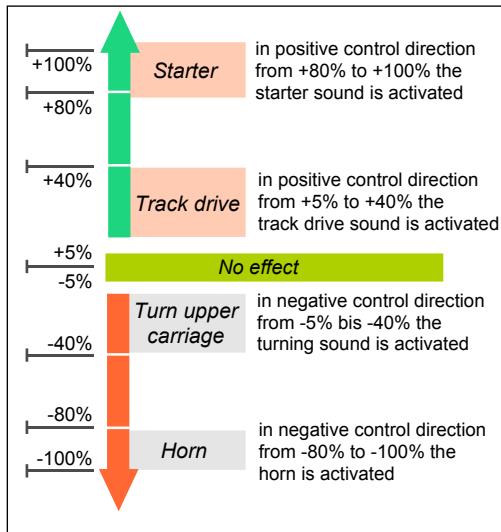 +100%
Starter
in positive control direction
from +80% to +100% the
starter sound is activated
+80%
+40%
Track drive
in positive control direction
from +5% to +40% the
track drive sound is activated
+5%
-5%
No effect
Turn upper
carriage
in negative control direction
from -5% bis -40% the
turning sound is activated
-40%
-80%
-100%
Horn
in negative control direction
from -80% to -100% the
horn is activated